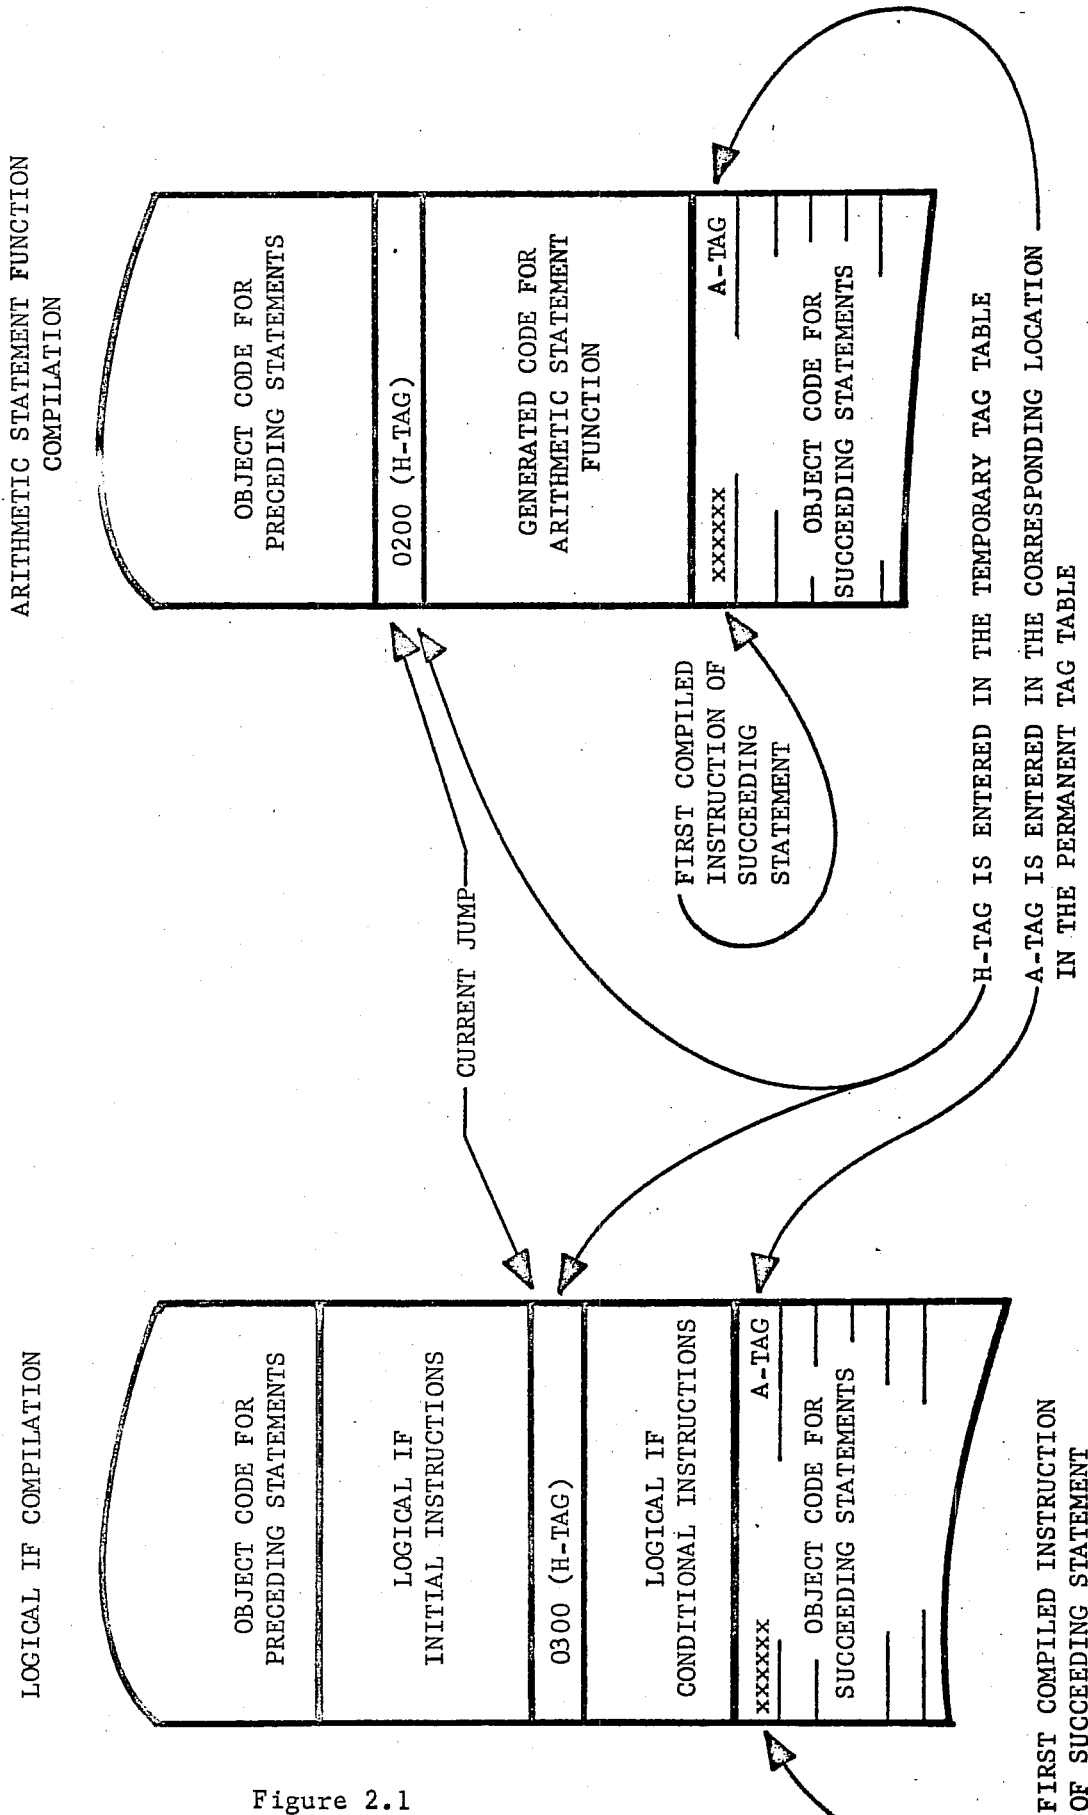 LOGICAL IF COMPILATION
OBJECT CODE FOR
PRECEDING STATEMENTS
LOGICAL IF
INITIAL INSTRUCTIONS
0300 (H-TAG)
LOGICAL IF
CONDITIONAL INSTRUCTIONS
xxxxxx A-TAG
OBJECT CODE FOR
SUCCEEDING STATEMENTS
FIRST COMPILED INSTRUCTION
OF SUCCEEDING STATEMENT
CURRENT JUMP
ARITHMETIC STATEMENT FUNCTION
COMPILATION
OBJECT CODE FOR
PRECEDING STATEMENTS
0200 (H-TAG)
GENERATED CODE FOR
ARITHMETIC STATEMENT
FUNCTION
xxxxxx A-TAG
OBJECT CODE FOR
SUCCEEDING STATEMENTS
FIRST COMPILED
INSTRUCTION OF
SUCCEEDING
STATEMENT
H-TAG IS ENTERED IN THE TEMPORARY TAG TABLE
A-TAG IS ENTERED IN THE CORRESPONDING LOCATION
IN THE PERMANENT TAG TABLE
Figure 2.1